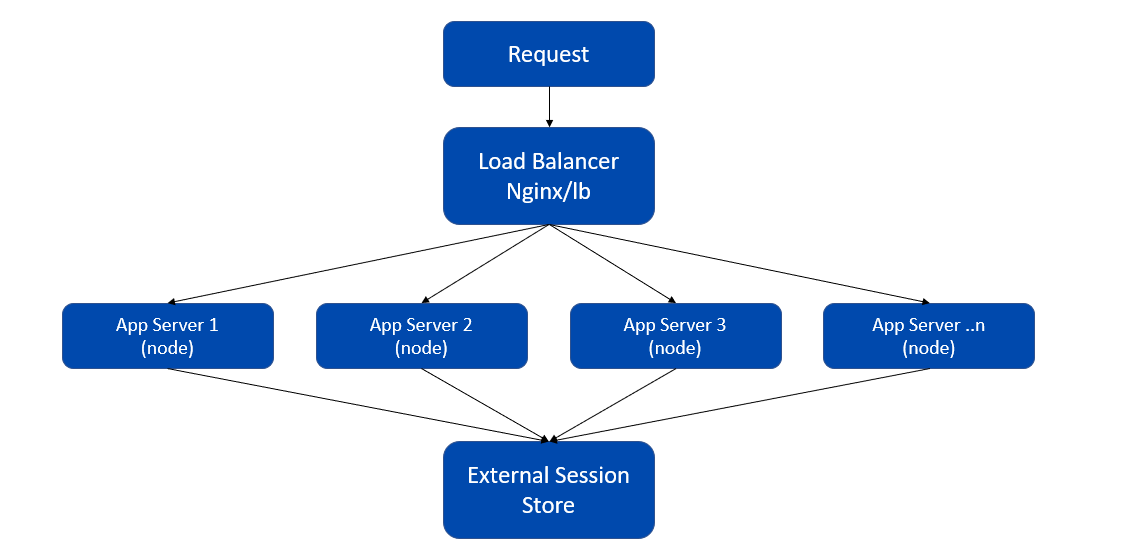 Request
Load Balancer
Nginx/lb
App Server 1
(node)
App Server 2
(node)
App Server 3
(node)
App Server ..n
(node)
External Session
Store